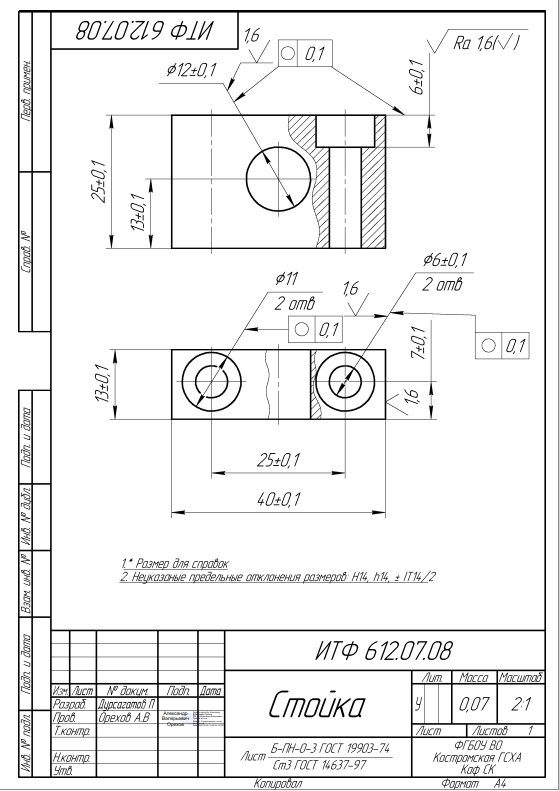 ИТФ 612.07.08
Перв. примен.
Справ. №
Подп. и дата
Инв. № дубл.
Взам. инв. №
Подп. и дата
Инв. № подл.
1,6
0,1
Ra 1,6(√)
ϕ12±0,1
6±0,1
25±0,1
13±0,1
ϕ11
2 отв
1,6
ϕ6±0,1
2 отв
0,1
0,1
7±0,1
13±0,1
1,6
25±0,1
40±0,1
1.* Размер для справок
2. Неуказаные предельные отклонения размеров: H14, h14, ± IT14/2
ИТФ 612.07.08
Изм. Лист № докум. Подп. Дата
Разраб. Дурсагатов П
Пров. Орехов А.В
Александр
Валерьевич
Орехов
Т.контр.
Н.контр.
Утв.
Стойка
Лит. Масса Масштаб
У 0,07 2:1
Лист Листов 1
Лист Б-ПН-О-3 ГОСТ 19903-74
Ст3 ГОСТ 14637-97
ФГБОУ ВО
Костромская ГСХА
Каф СК
Копировал Формат А4